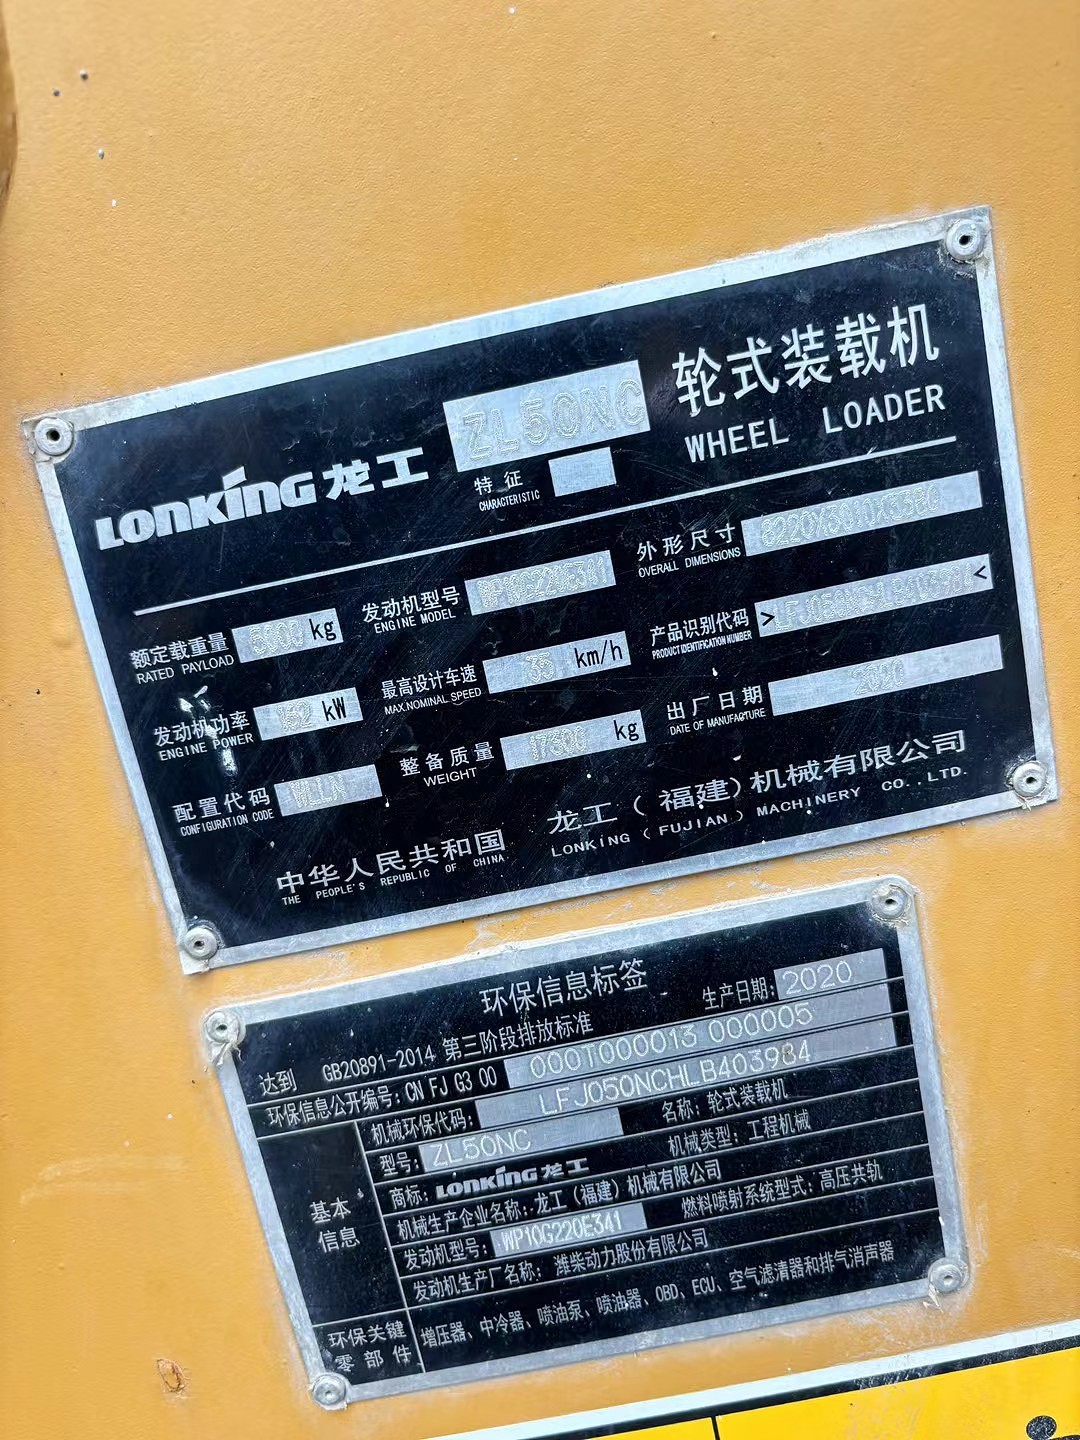 LONKING 龙工 ZL50NC 轮式装载机
WHEEL LOADER
特征
CHARACTERISTIC
额定载重量 5000 kg
RATED PAYLOAD
发动机型号 WP10G220E341
ENGINE MODEL
外形尺寸
OVERALL DIMENSIONS
发动机功率 162 kW
ENGINE POWER
最高设计车速 35 km/h
MAX.NOMINAL SPEED
产品识别代码
PRODUCT IDENTIFICATION NUMBER
配置代码
CONFIGURATION CODE
整备质量 kg
WEIGHT
出厂日期
DATE OF MANUFACTURE
中华人民共和国
THE PEOPLE'S REPUBLIC OF CHINA
龙工(福建)机械有限公司
LONKING (FUJIAN) MACHINERY CO.,LTD.
环保信息标签
达到 GB20891-2014 第三阶段排放标准 生产日期: 2020
环保信息公开编号: CN FJ G3 00 000T000013 000005
机械环保代码: LFJ050NCHLB403984
基本信息
型号: ZL50NC 名称: 轮式装载机
商标: LONKING 龙工 机械类型: 工程机械
机械生产企业名称: 龙工(福建)机械有限公司
发动机型号: WP10G220E341 燃料喷射系统型式: 高压共轨
发动机生产厂名称: 潍柴动力股份有限公司
环保关键零部件 增压器、中冷器、喷油泵、喷油器、OBD、ECU、空气滤清器和排气消声器